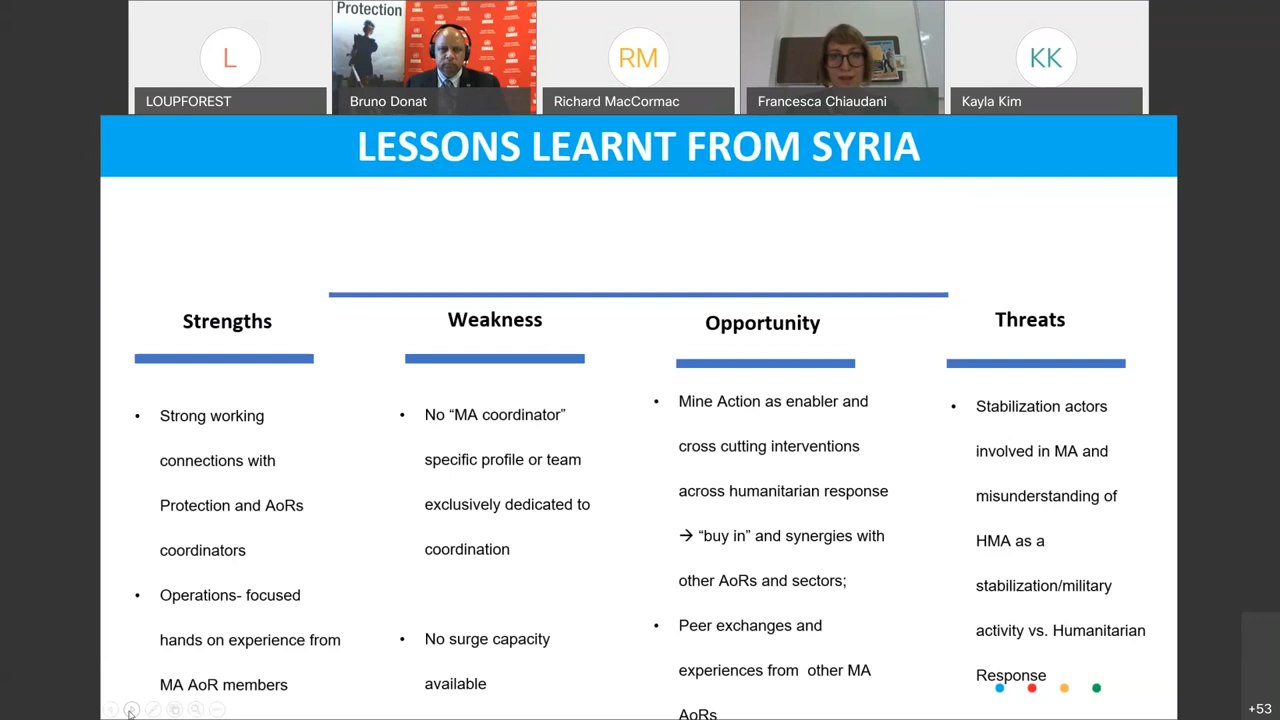 Protection
L
RM
KK
LOUPFOREST
Bruno Donat
Richard MacCormac
Francesca Chiaudani
Kayla Kim
LESSONS LEARNT FROM SYRIA
Strengths
• Strong working
connections with
Protection and AoRs
coordinators
• Operations- focused
hands on experience from
MA AoR members
Weakness
• No “MA coordinator”
specific profile or team
exclusively dedicated to
coordination
• No surge capacity
available
Opportunity
• Mine Action as enabler and
cross cutting interventions
across humanitarian response
→ “buy in” and synergies with
other AoRs and sectors;
• Peer exchanges and
experiences from other MA
AoRs
Threats
• Stabilization actors
involved in MA and
misunderstanding of
HMA as a
stabilization/military
activity vs. Humanitarian
Response
+53